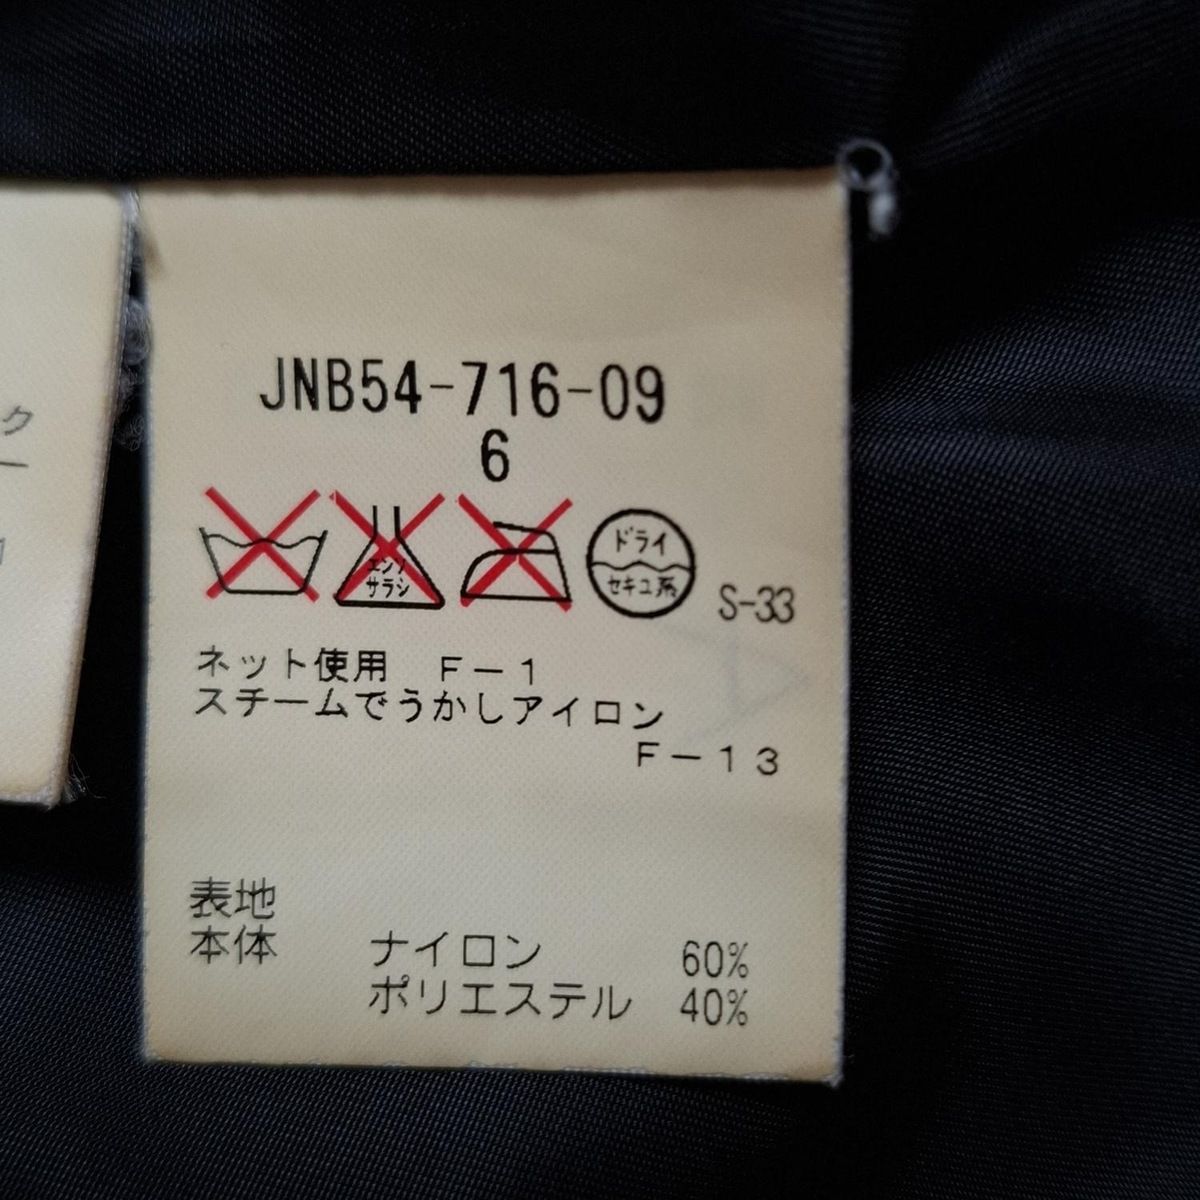 JNB54-716-09
6
エンソ
サラシ
ドライ
セキユ系
S-33
ネット使用 F-1
スチームでうかしアイロン
F-13
表地
本体 ナイロン 60%
ポリエステル 40%
ク
ー